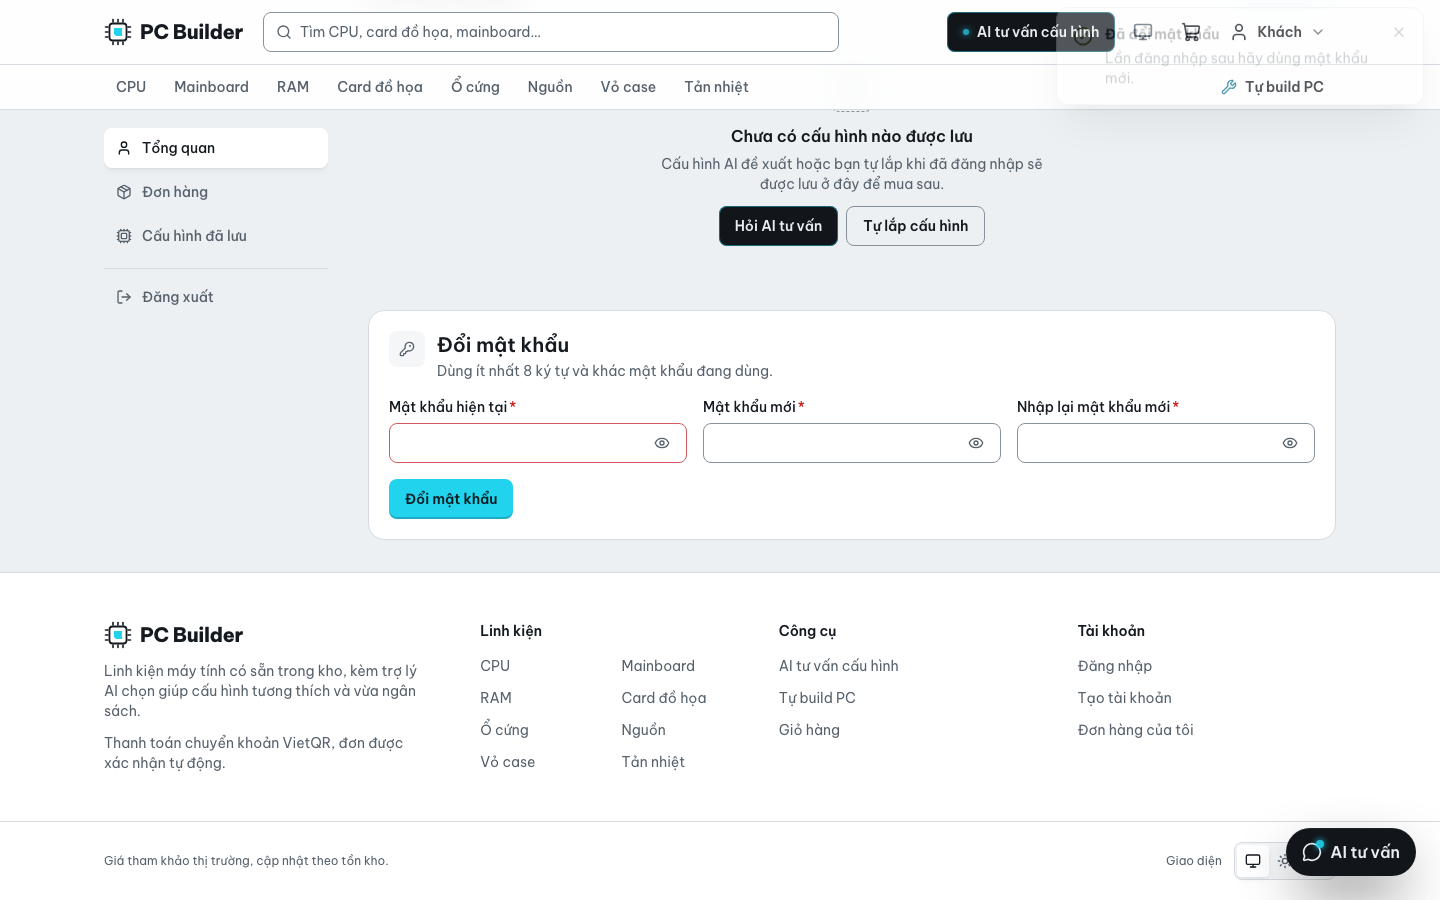 PC Builder
Tìm CPU, card đồ họa, mainboard...
AI tư vấn cấu hình
Khách
Đã đổi mật khẩu
Lần đăng nhập sau hãy dùng mật khẩu
mới.
CPU
Mainboard
RAM
Card đồ họa
Ổ cứng
Nguồn
Vỏ case
Tản nhiệt
Tự build PC
Tổng quan
Đơn hàng
Cấu hình đã lưu
Đăng xuất
Chưa có cấu hình nào được lưu
Cấu hình AI đề xuất hoặc bạn tự lắp khi đã đăng nhập sẽ
được lưu ở đây để mua sau.
Hỏi AI tư vấn
Tự lắp cấu hình
Đổi mật khẩu
Dùng ít nhất 8 ký tự và khác mật khẩu đang dùng.
Mật khẩu hiện tại *
Mật khẩu mới *
Nhập lại mật khẩu mới *
Đổi mật khẩu
PC Builder
Linh kiện máy tính có sẵn trong kho, kèm trợ lý
AI chọn giúp cấu hình tương thích và vừa ngân
sách.
Thanh toán chuyển khoản VietQR, đơn được
xác nhận tự động.
Linh kiện
CPU
Mainboard
RAM
Card đồ họa
Ổ cứng
Nguồn
Vỏ case
Tản nhiệt
Công cụ
AI tư vấn cấu hình
Tự build PC
Giỏ hàng
Tài khoản
Đăng nhập
Tạo tài khoản
Đơn hàng của tôi
Giá tham khảo thị trường, cập nhật theo tồn kho.
Giao diện
AI tư vấn